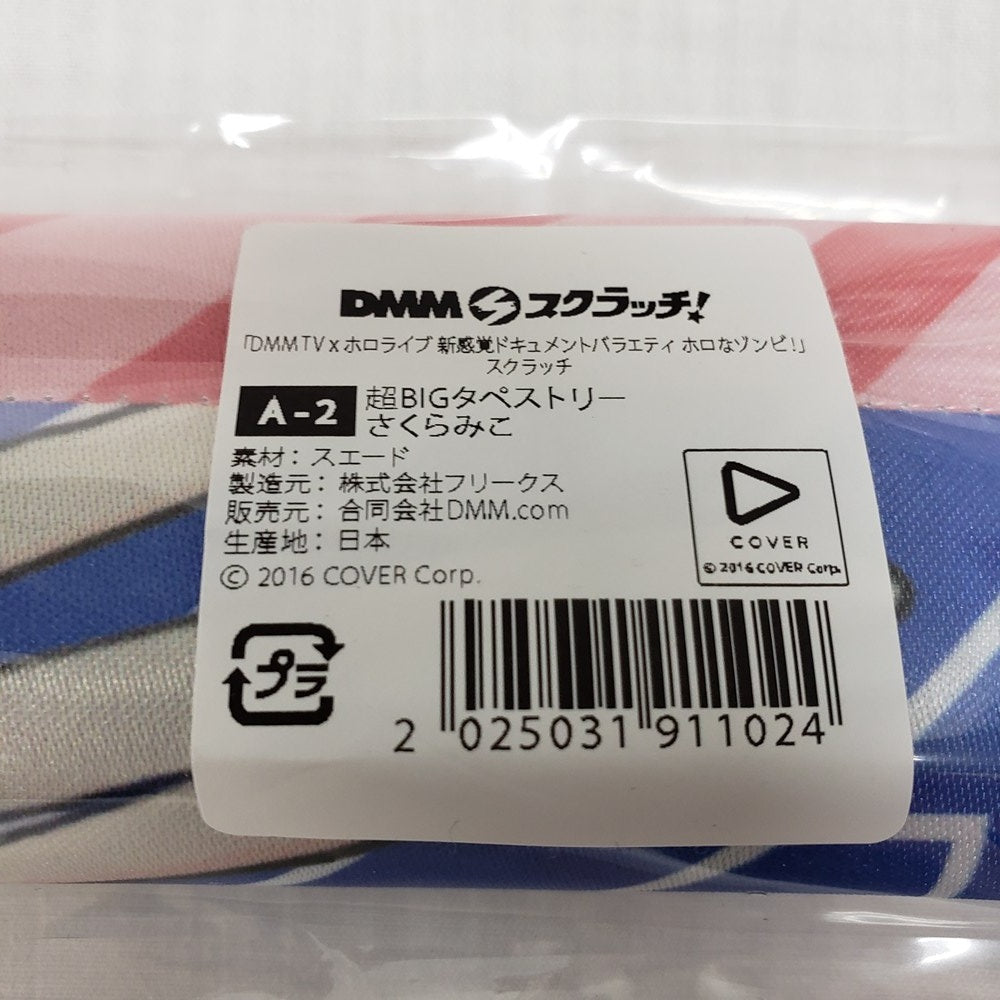 DMMスクラッチ!
「DMMTV x ホロライブ 新感覚ドキュメントバラエティ ホロなゾンビ!」
スクラッチ
A-2
超BIGタペストリー
さくらみこ
素材：スエード
製造元：株式会社フリークス
販売元：合同会社DMM.com
生産地：日本
© 2016 COVER Corp.
COVER
© 2016 COVER Corp.
プラ
2 025031 911024